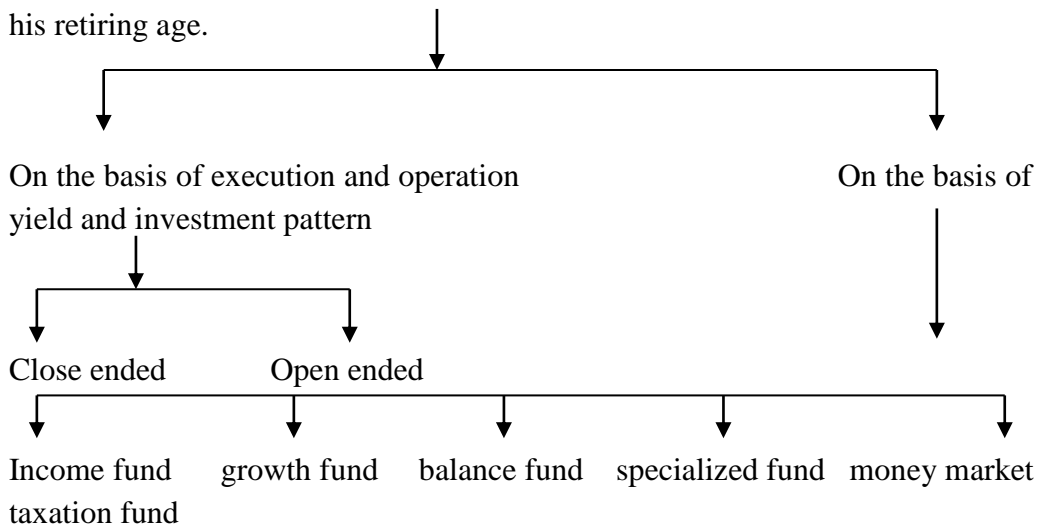 his retiring age.
On the basis of execution and operation On the basis of
yield and investment pattern
Close ended Open ended
Income fund growth fund balance fund specialized fund money market
taxation fund